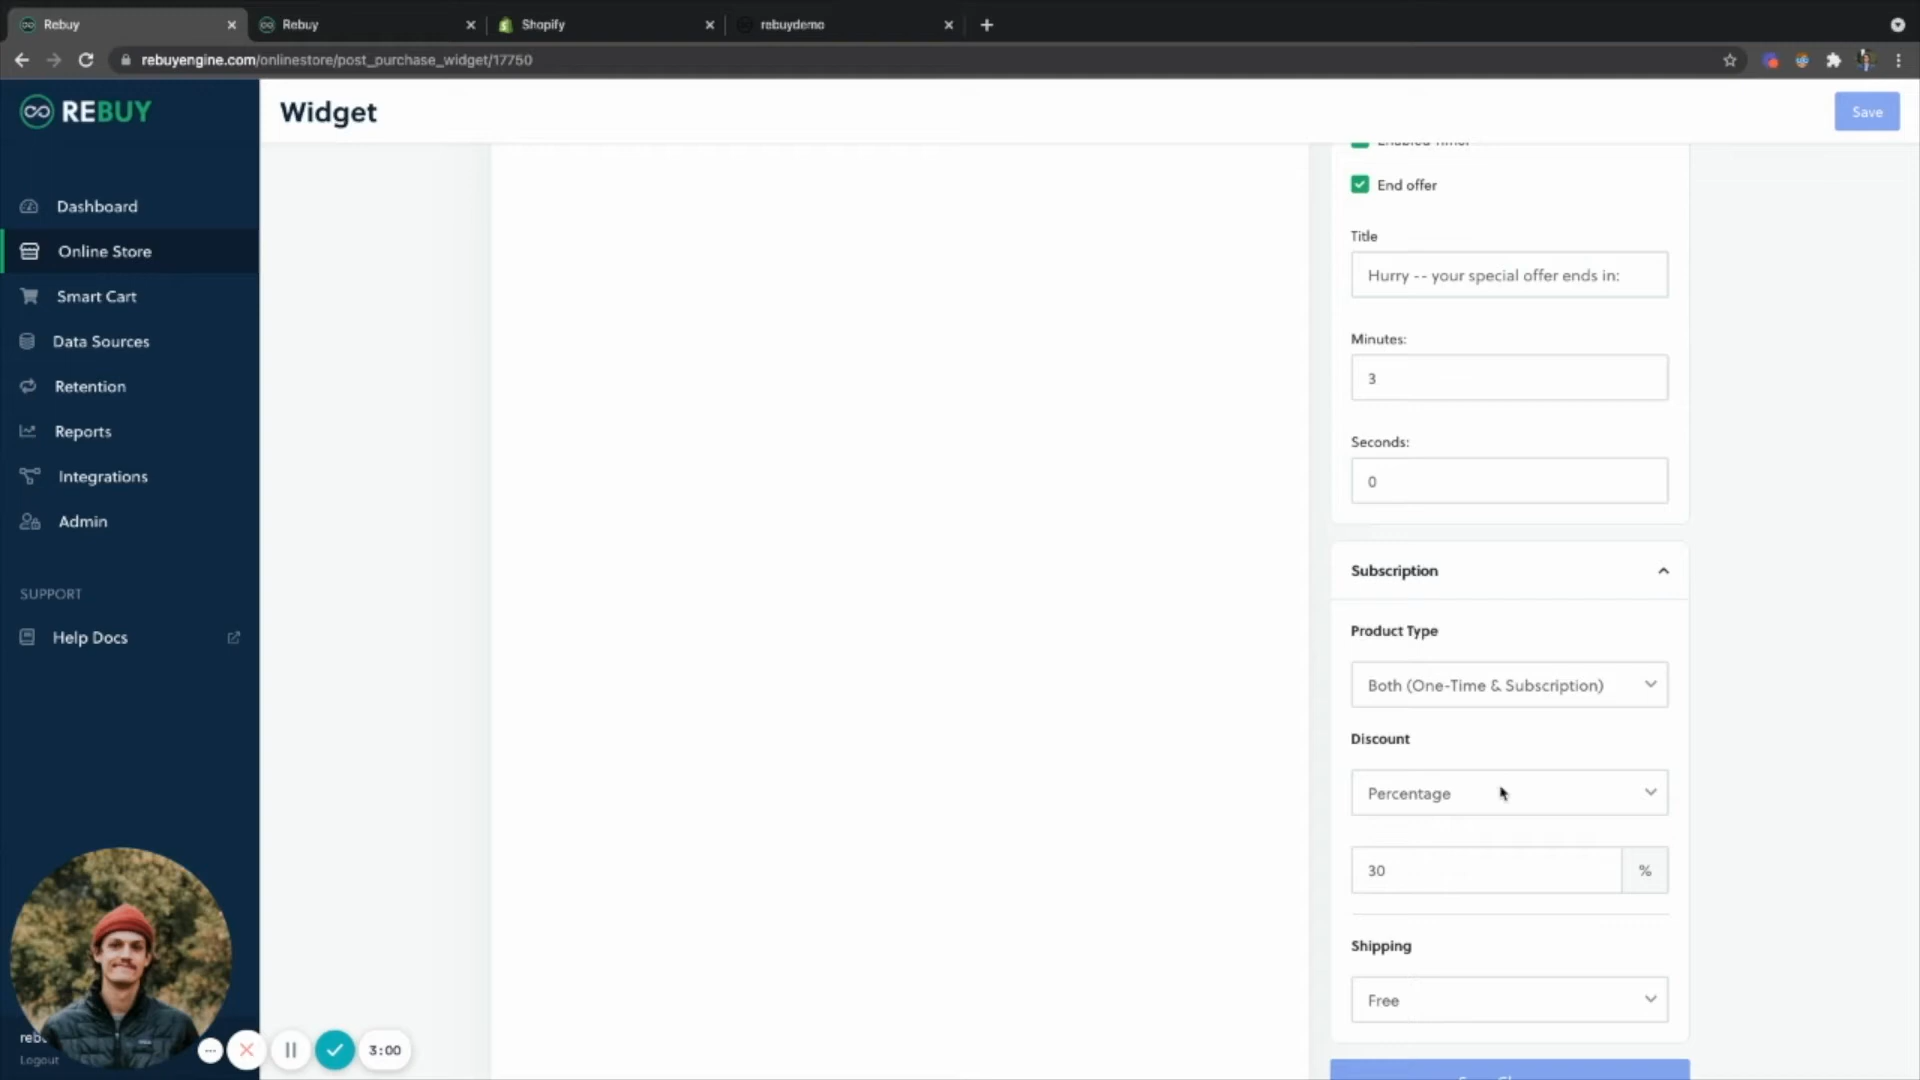 Rebuy
Rebuy
Shopify
rebuydemo
rebuyengine.com/onlinestore/post_purchase_widget/17750
REBUY
Widget
Save
Dashboard
Online Store
Smart Cart
Data Sources
Retention
Reports
Integrations
Admin
SUPPORT
Help Docs
Logout
3:00
End offer
Title
Hurry -- your special offer ends in:
Minutes:
3
Seconds:
0
Subscription
Product Type
Both (One-Time & Subscription)
Discount
Percentage
30
%
Shipping
Free